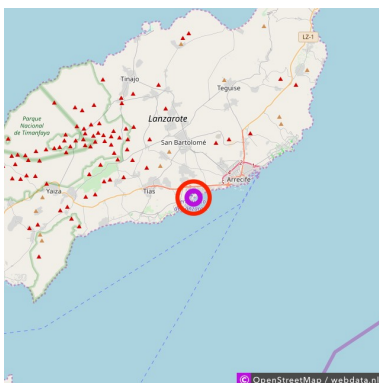 LZ-1
Tinajo
Teguise
Parque
Nacional
de Timanfaya
Lanzarote
San Bartolomé
Arrecife
Yaiza
Tías
© OpenStreetMap / webdata.nl